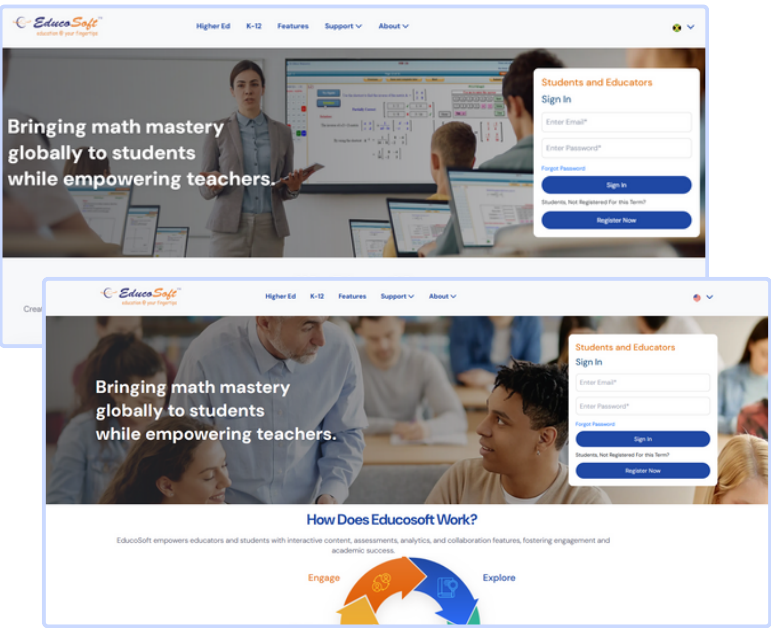 EducoSoft™
education @ your fingertips
Higher Ed K-12 Features Support About
Bringing math mastery
globally to students
while empowering teachers.
Students and Educators
Sign In
Enter Email*
Enter Password*
Forgot Password
Sign In
Students, Not Registered For this Term?
Register Now
Crea
EducoSoft™
education @ your fingertips
Higher Ed K-12 Features Support About
Bringing math mastery
globally to students
while empowering teachers.
Students and Educators
Sign In
Enter Email*
Enter Password*
Forgot Password
Sign In
Students, Not Registered For this Term?
Register Now
How Does Educosoft Work?
EducoSoft empowers educators and students with interactive content, assessments, analytics, and collaboration features, fostering engagement and
academic success.
Engage
Explore